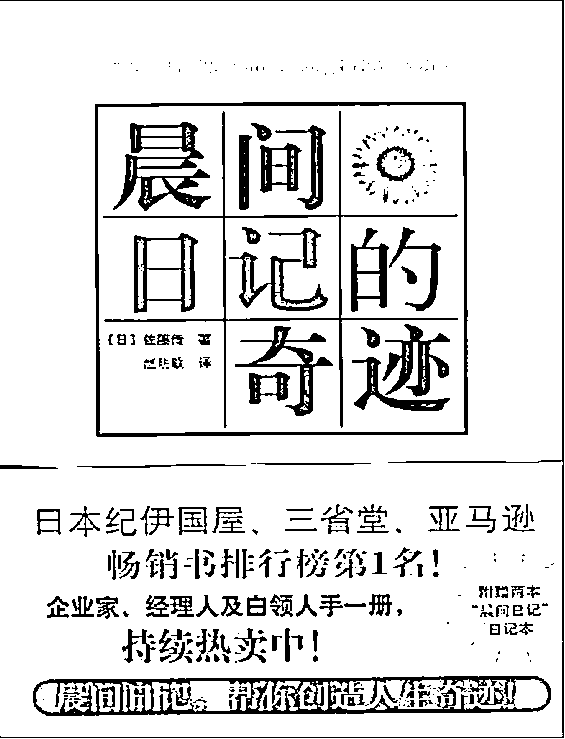 晨间
日记的
奇迹
[日]佐藤传 著
译
日本纪伊国屋、三省堂、亚马逊
畅销书排行榜第1名!
企业家、经理人及白领人手一册,
持续热卖中!
附赠两本
"晨间日记"
日记本
晨间日记。帮你创造人生奇迹!